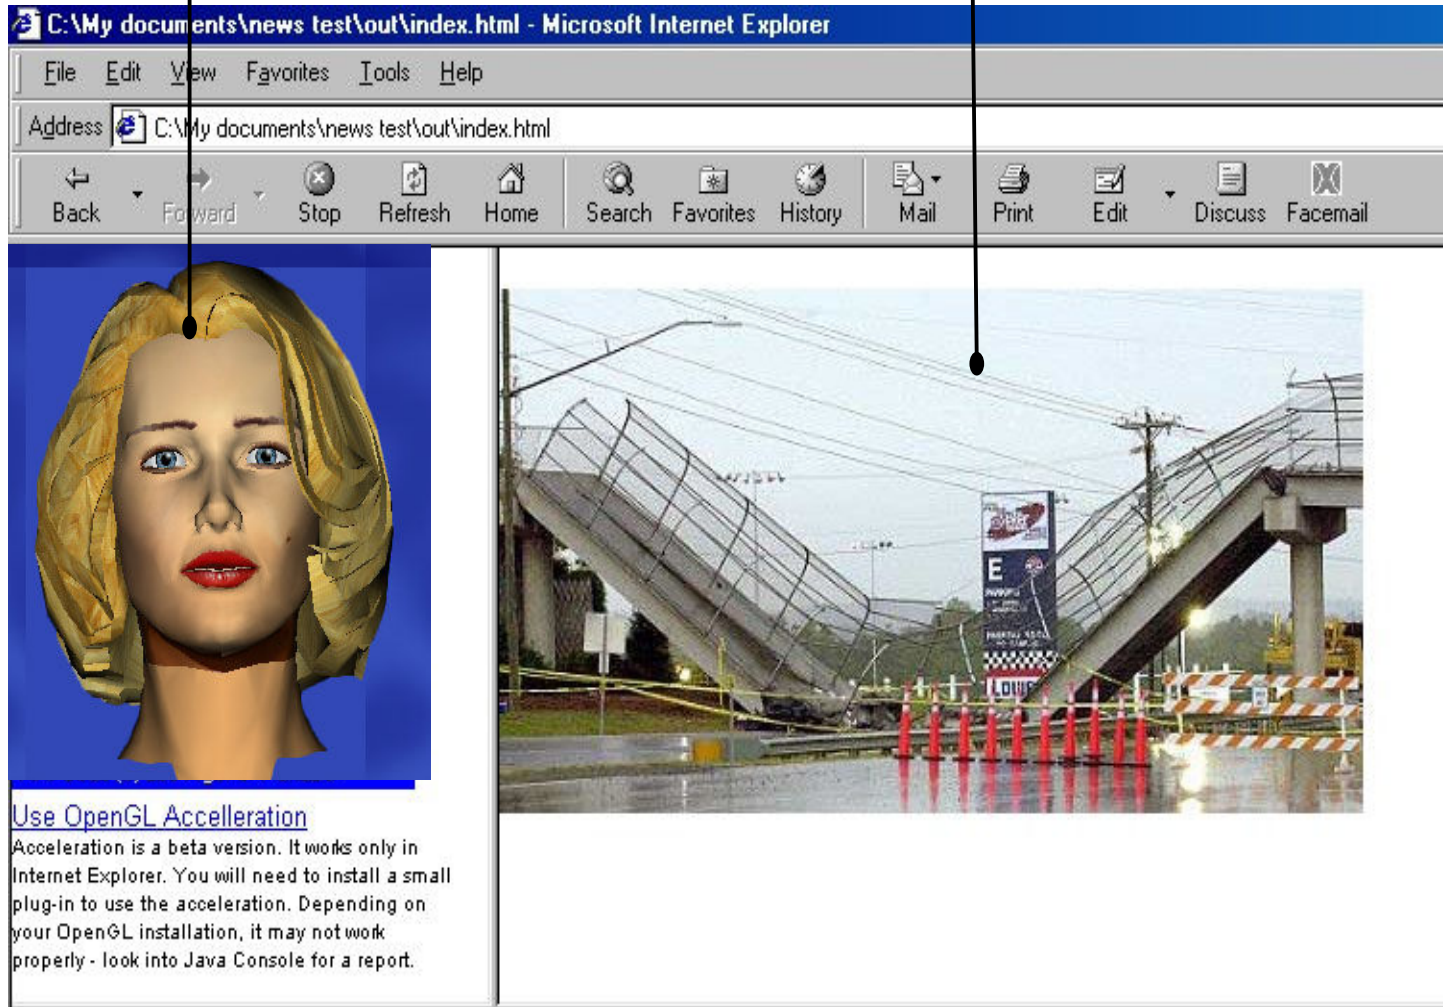 C:\My documents\news test\out\index.html - Microsoft Internet Explorer
File Edit View Favorites Tools Help
Address C:\My documents\news test\out\index.html
Back Forward Stop Refresh Home Search Favorites History Mail Print Edit Discuss Facemail
E
Use OpenGL Accelleration
Acceleration is a beta version. It works only in
Internet Explorer. You will need to install a small
plug-in to use the acceleration. Depending on
your OpenGL installation, it may not work
properly - look into Java Console for a report.